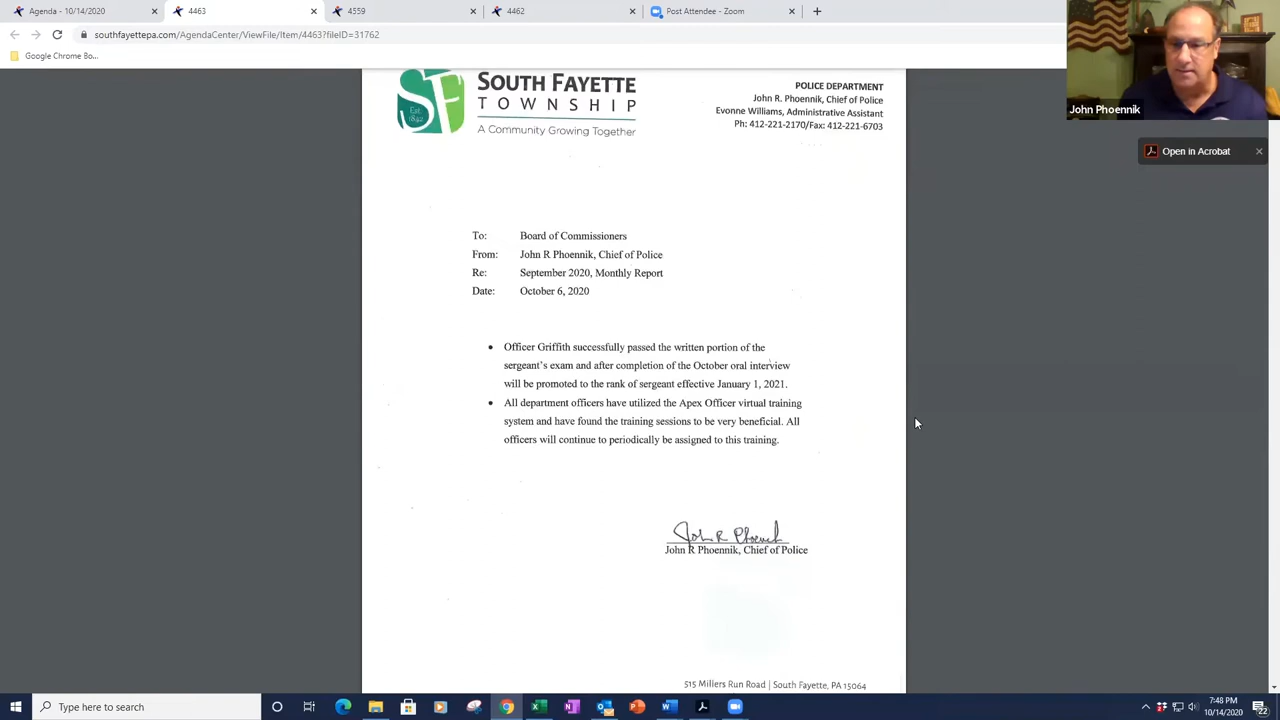 Agenda - 10/14/2020
4463
4559
4462
Post Attendee - Zoom
southfayettepa.com/AgendaCenter/ViewFile/Item/4463?fileID=31762
Google Chrome Bo...
John Phoennik
Open in Acrobat
SF
Est.
1842
SOUTH FAYETTE
TOWNSHIP
A Community Growing Together
POLICE DEPARTMENT
John R. Phoennik, Chief of Police
Evonne Williams, Administrative Assistant
Ph: 412-221-2170/Fax: 412-221-6703
To: Board of Commissioners
From: John R Phoennik, Chief of Police
Re: September 2020, Monthly Report
Date: October 6, 2020
• Officer Griffith successfully passed the written portion of the
sergeant's exam and after completion of the October oral interview
will be promoted to the rank of sergeant effective January 1, 2021.
• All department officers have utilized the Apex Officer virtual training
system and have found the training sessions to be very beneficial. All
officers will continue to periodically be assigned to this training.
John R Phoennik
John R Phoennik, Chief of Police
515 Millers Run Road | South Fayette, PA 15064
Type here to search
7:48 PM
10/14/2020
22